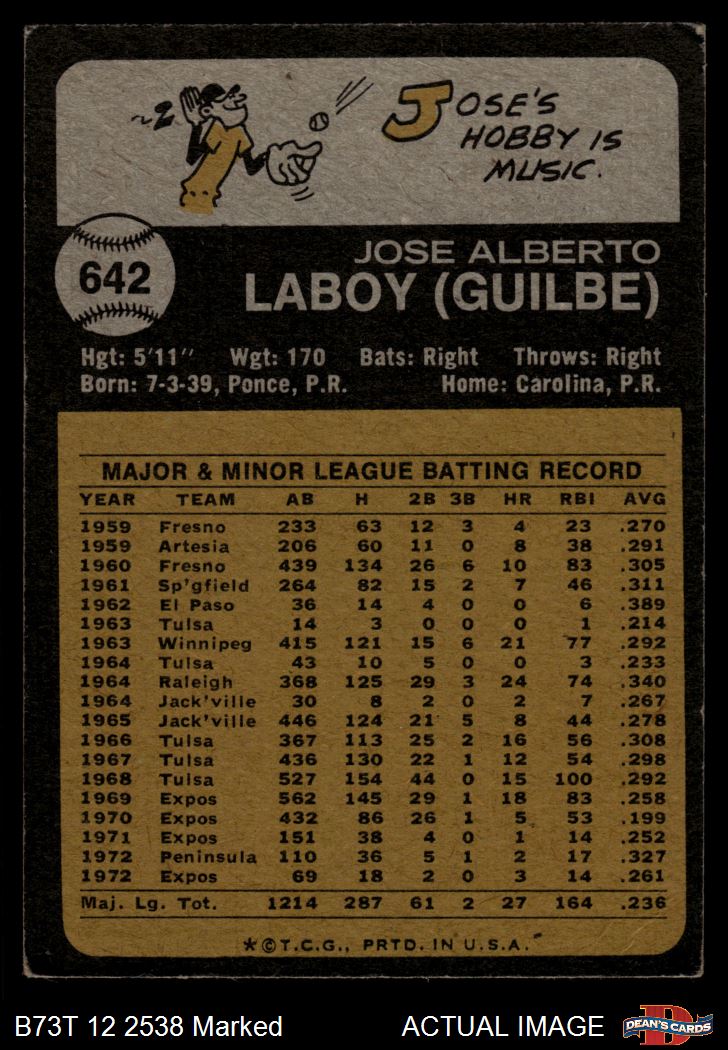 JOSE'S
HOBBY IS
MUSIC.
642
JOSE ALBERTO
LABOY (GUILBE)
Hgt: 5'11" Wgt: 170 Bats: Right Throws: Right
Born: 7-3-39, Ponce, P.R. Home: Carolina, P.R.
MAJOR & MINOR LEAGUE BATTING RECORD
YEAR TEAM AB H 2B 3B HR RBI AVG
1959 Fresno 233 63 12 3 4 23 .270
1959 Artesia 206 60 11 0 8 38 .291
1960 Fresno 439 134 26 6 10 83 .305
1961 Sp'gfield 264 82 15 2 7 46 .311
1962 El Paso 36 14 4 0 0 6 .389
1963 Tulsa 14 3 0 0 0 1 .214
1963 Winnipeg 415 121 15 6 21 77 .292
1964 Tulsa 43 10 5 0 0 3 .233
1964 Raleigh 368 125 29 3 24 74 .340
1964 Jack'ville 30 8 2 0 2 7 .267
1965 Jack'ville 446 124 21 5 8 44 .278
1966 Tulsa 367 113 25 2 16 56 .308
1967 Tulsa 436 130 22 1 12 54 .298
1968 Tulsa 527 154 44 0 15 100 .292
1969 Expos 562 145 29 1 18 83 .258
1970 Expos 432 86 26 1 5 53 .199
1971 Expos 151 38 4 0 1 14 .252
1972 Peninsula 110 36 5 1 2 17 .327
1972 Expos 69 18 2 0 3 14 .261
Maj. Lg. Tot. 1214 287 61 2 27 164 .236
*©T.C.G., PRTD. IN U.S.A.
B73T 12 2538 Marked ACTUAL IMAGE DEAN'S CARDS